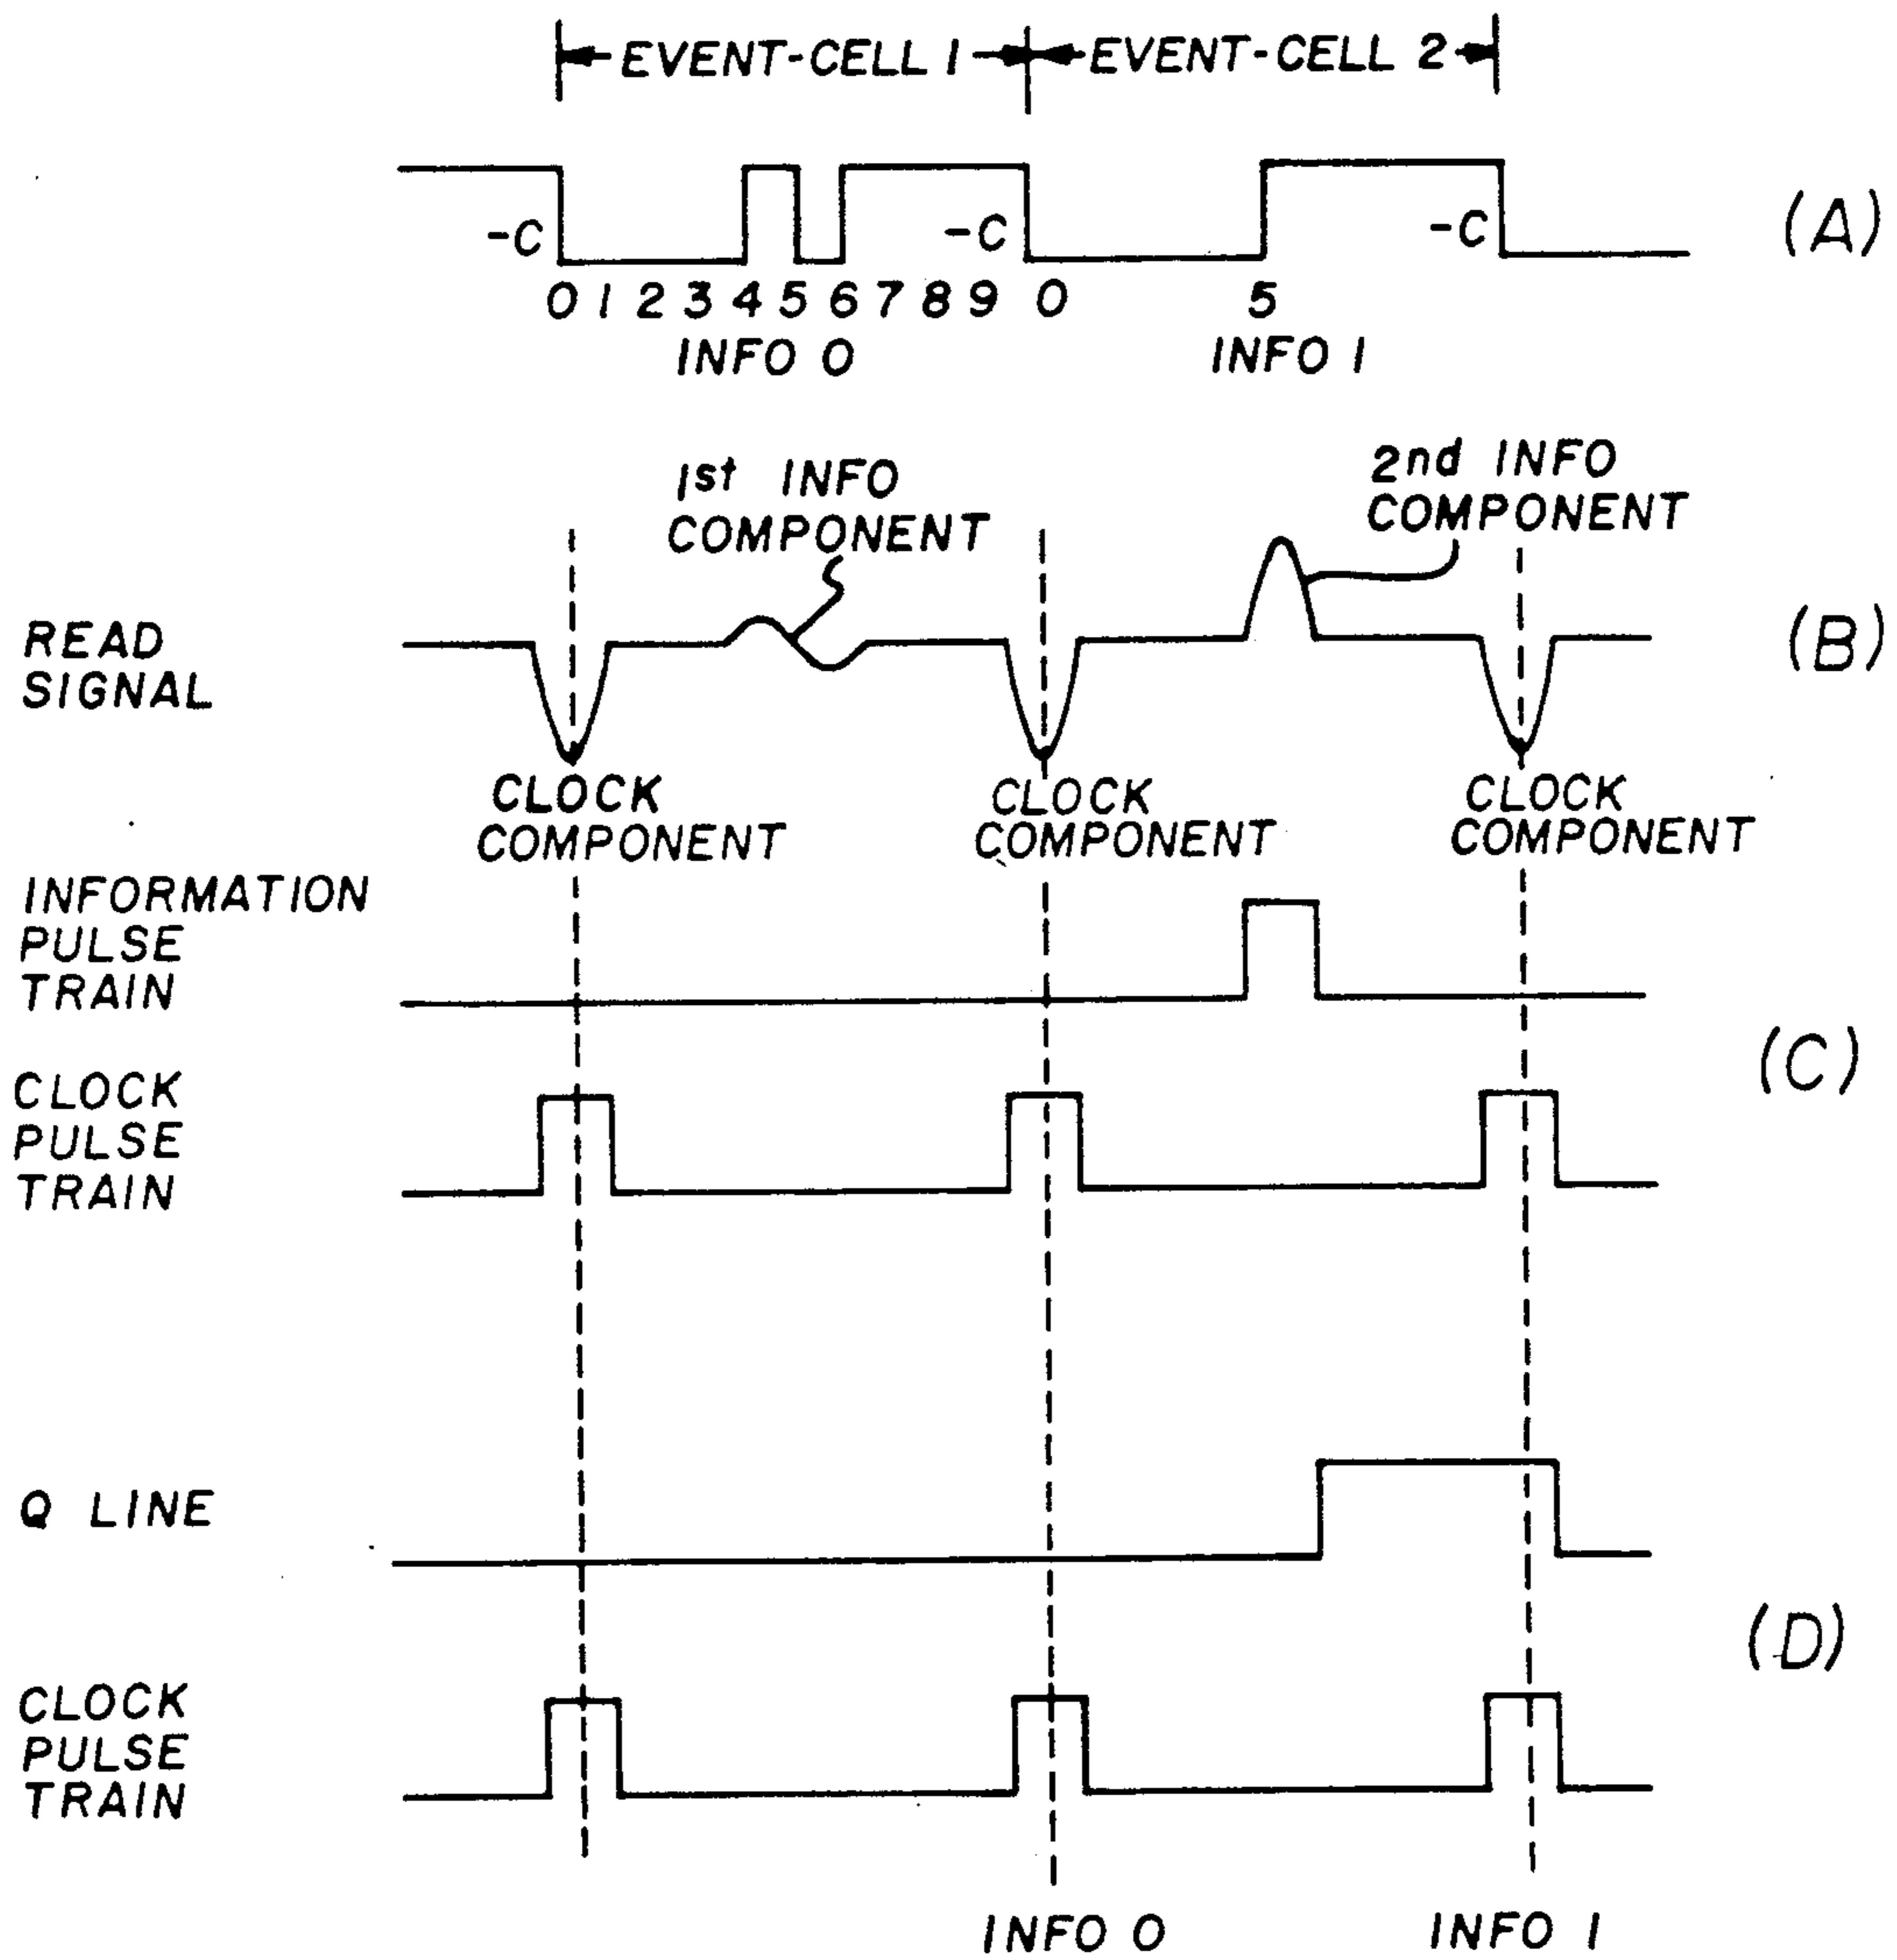 EVENT-CELL 1 EVENT-CELL 2
-C -C -C (A)
0 1 2 3 4 5 6 7 8 9 0 5
INFO 0 INFO 1
1st INFO
COMPONENT
2nd INFO
COMPONENT
READ
SIGNAL
(B)
CLOCK
COMPONENT
CLOCK
COMPONENT
CLOCK
COMPONENT
INFORMATION
PULSE
TRAIN
(C)
CLOCK
PULSE
TRAIN
Q LINE
(D)
CLOCK
PULSE
TRAIN
INFO 0 INFO 1